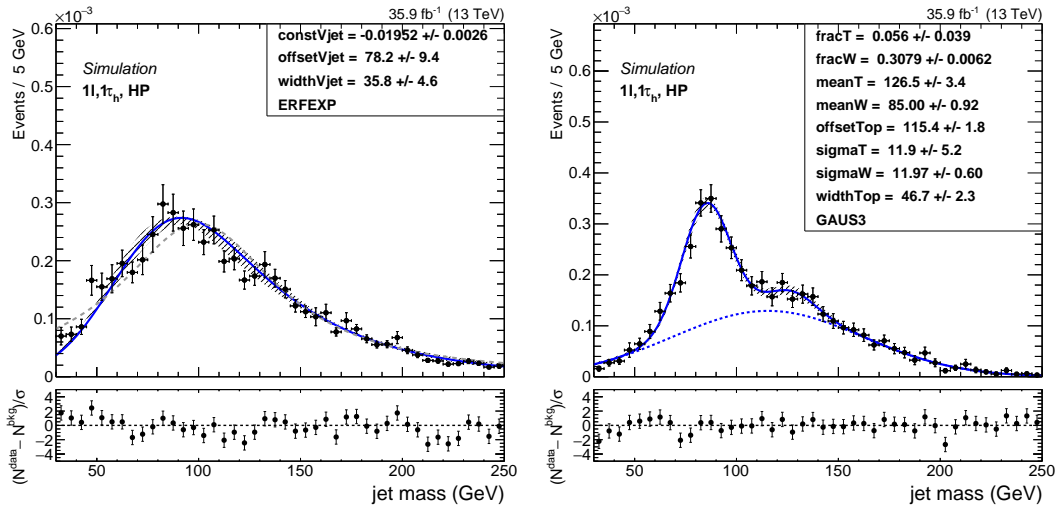 ×10⁻³
35.9 fb⁻¹ (13 TeV)
Events / 5 GeV
0.6
0.5
0.4
0.3
0.2
0.1
0
Simulation
1l,1τh, HP
constVjet = -0.01952 +/- 0.0026
offsetVjet = 78.2 +/- 9.4
widthVjet = 35.8 +/- 4.6
ERFEXP
(N^data − N^bkg)/σ
4
2
0
−2
−4
50 100 150 200 250
jet mass (GeV)
×10⁻³
35.9 fb⁻¹ (13 TeV)
Events / 5 GeV
0.6
0.5
0.4
0.3
0.2
0.1
0
Simulation
1l,1τh, HP
fracT = 0.056 +/- 0.039
fracW = 0.3079 +/- 0.0062
meanT = 126.5 +/- 3.4
meanW = 85.00 +/- 0.92
offsetTop = 115.4 +/- 1.8
sigmaT = 11.9 +/- 5.2
sigmaW = 11.97 +/- 0.60
widthTop = 46.7 +/- 2.3
GAUS3
(N^data − N^bkg)/σ
4
2
0
−2
−4
50 100 150 200 250
jet mass (GeV)